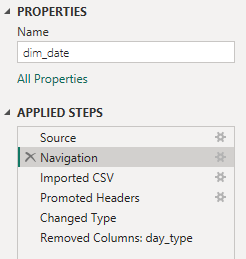 PROPERTIES
Name
dim_date
All Properties
APPLIED STEPS
Source
Navigation
Imported CSV
Promoted Headers
Changed Type
Removed Columns: day_type